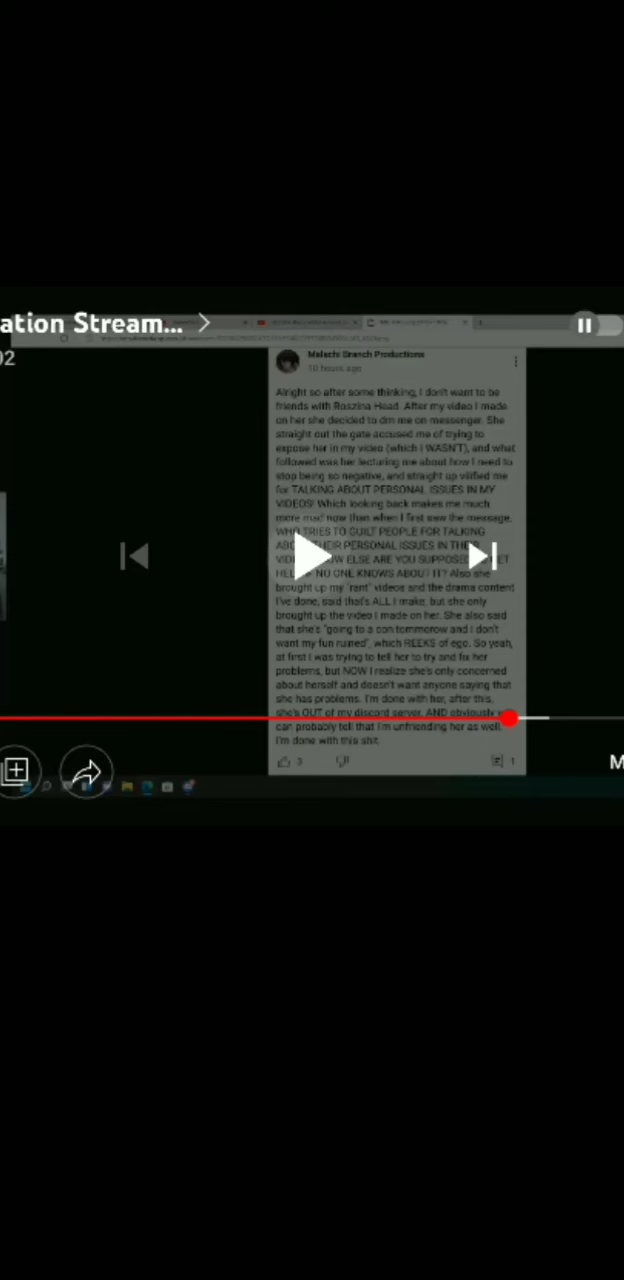 ation Stream...
02
Malachi Branch Productions
10 hours ago
Alright so after some thinking, I don't want to be
friends with Roszina Head. After my video I made
on her she decided to dm me on messenger. She
straight out the gate accused me of trying to
expose her in my video (which I WASN'T), and what
followed was her lecturing me about how I need to
stop being so negative, and straight up vilified me
for TALKING ABOUT PERSONAL ISSUES IN MY
VIDEOS! Which looking back makes me much
more mad now than when I first saw the message.
WHO TRIES TO GUILT PEOPLE FOR TALKING
THEIR PERSONAL ISSUES IN
ELSE ARE YOU
NO ONE KNOWS ABOUT IT? Also she
brought up my "rant" videos and the drama content
I've done, said that's ALL I make, but she only
brought up the video I made on her. She also said
that she's "going to a con tommorow and I don't
want my fun ruined", which REEKS of ego. So yeah,
at first I was trying to tell her to try and fix her
problems, but NOW I realize she's only concerned
about herself and doesn't want anyone saying that
she has problems. I'm done with her, after this,
she's OUT of my discord server, AND obviously
can probably tell that I'm unfriending her as well.
I'm done with this shit.
3
1
M